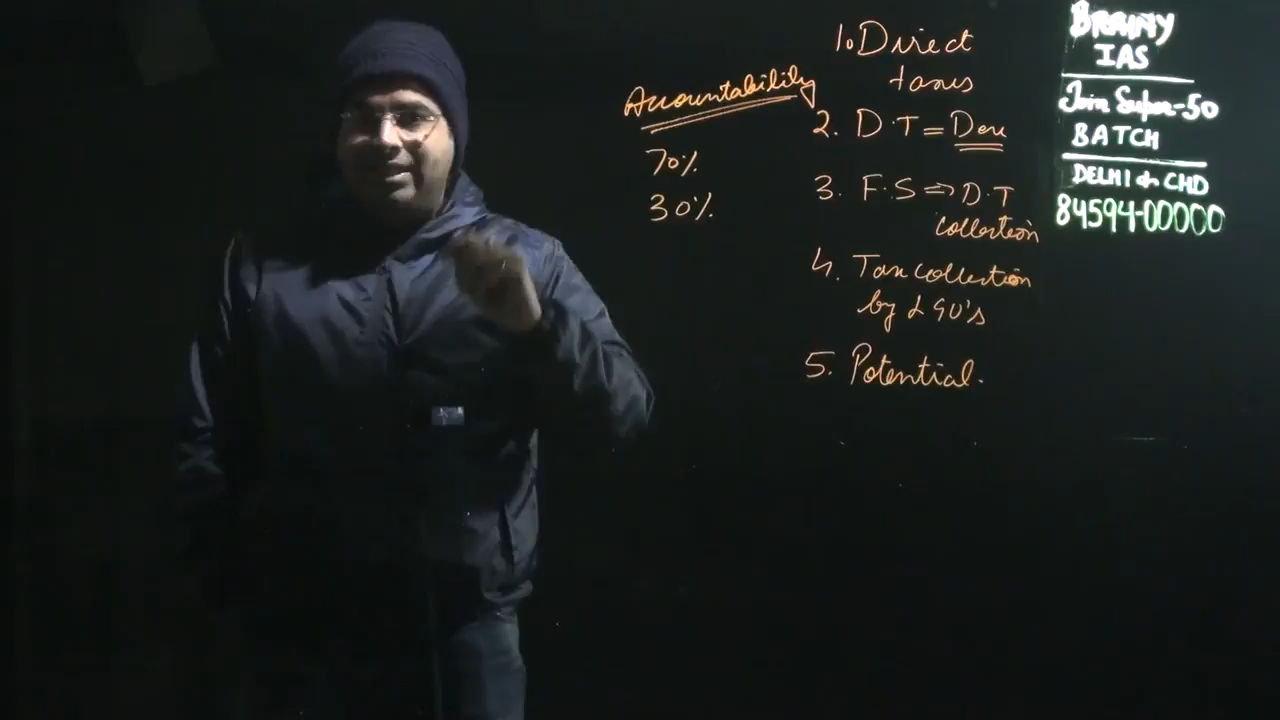 Accountability
70%
30%
1. Direct
taxes
2. D.T = Dev
3. F.S => D.T
collection
4. Tax collection
by LGO's
5. Potential.
BRAINY
IAS
Join Super-50
BATCH
DELHI & CHD
84594-00000